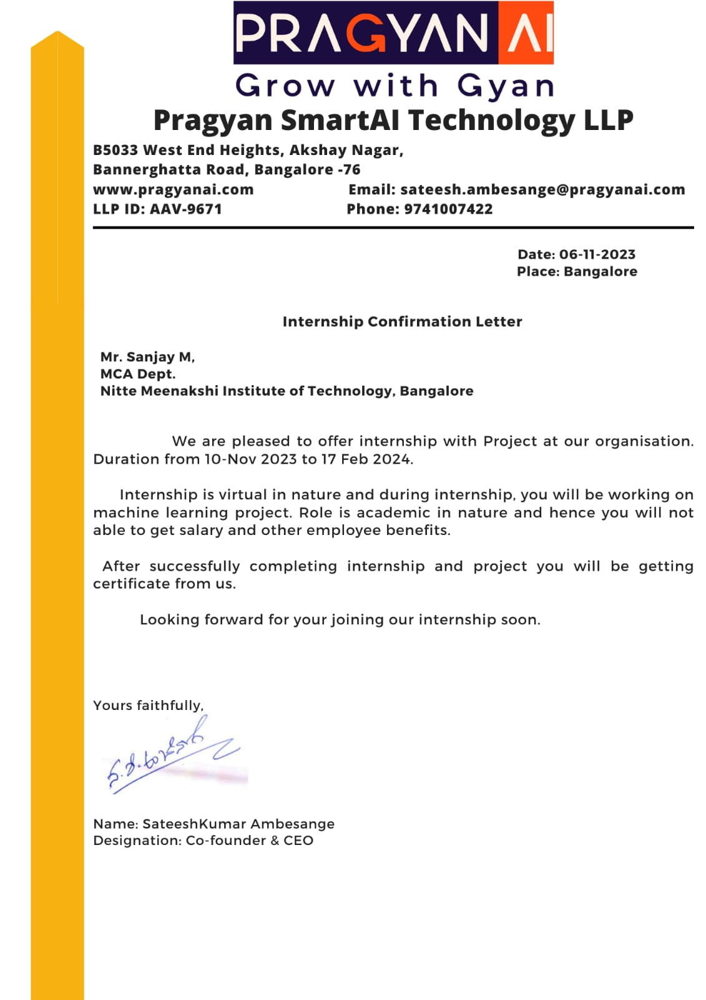 PRAGYAN AI
Grow with Gyan
Pragyan SmartAI Technology LLP
B5033 West End Heights, Akshay Nagar,
Bannerghatta Road, Bangalore -76
www.pragyanai.com Email: sateesh.ambesange@pragyanai.com
LLP ID: AAV-9671 Phone: 9741007422
Date: 06-11-2023
Place: Bangalore
Internship Confirmation Letter
Mr. Sanjay M,
MCA Dept.
Nitte Meenakshi Institute of Technology, Bangalore
We are pleased to offer internship with Project at our organisation.
Duration from 10-Nov 2023 to 17 Feb 2024.
Internship is virtual in nature and during internship, you will be working on
machine learning project. Role is academic in nature and hence you will not
able to get salary and other employee benefits.
After successfully completing internship and project you will be getting
certificate from us.
Looking forward for your joining our internship soon.
Yours faithfully,
Name: SateeshKumar Ambesange
Designation: Co-founder & CEO